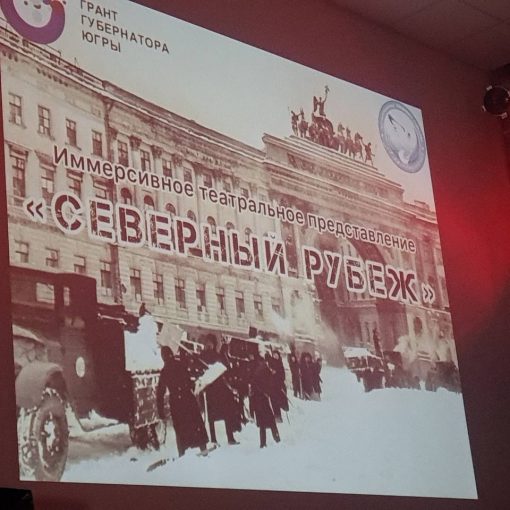 ГРАНТ
ГУБЕРНАТОРА
ЮГРЫ
Иммерсивное театральное представление
«СЕВЕРНЫЙ РУБЕЖ»